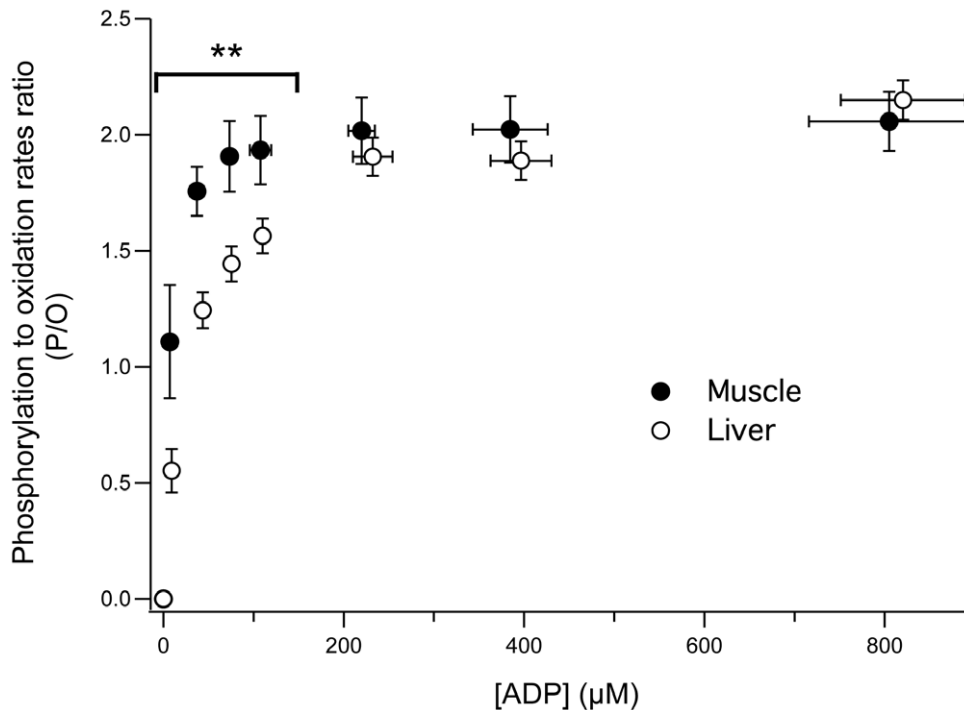 2.5
**
2.0
1.5
1.0
0.5
0.0
Phosphorylation to oxidation rates ratio
(P/O)
Muscle
Liver
0
200
400
600
800
[ADP] (µM)